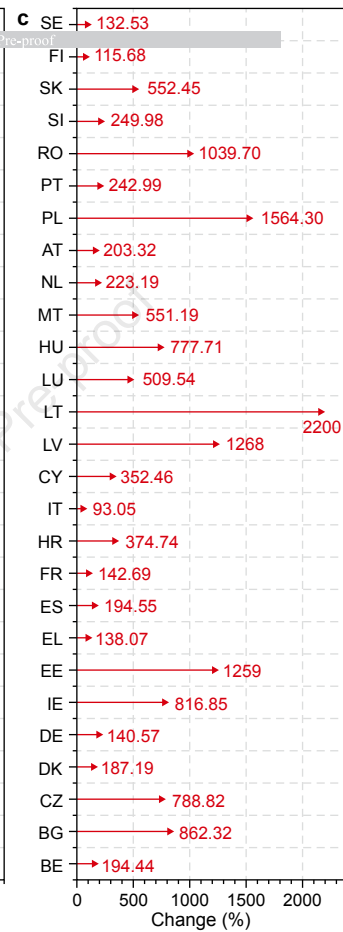 c
SE 132.53
Pre-proof
FI 115.68
SK 552.45
SI 249.98
RO 1039.70
PT 242.99
PL 1564.30
AT 203.32
NL 223.19
MT 551.19
HU 777.71
LU 509.54
Pre-proof
LT 2200
LV 1268
CY 352.46
IT 93.05
HR 374.74
FR 142.69
ES 194.55
EL 138.07
EE 1259
IE 816.85
DE 140.57
DK 187.19
CZ 788.82
BG 862.32
BE 194.44
0 500 1000 1500 2000
Change (%)